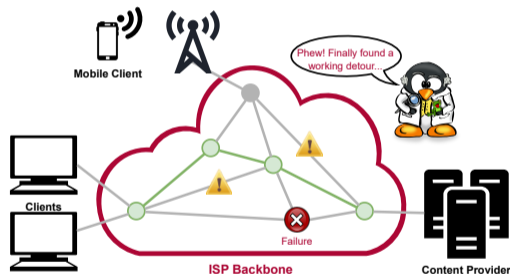 Phew! Finally found a
working detour...
Mobile Client
Clients
Failure
ISP Backbone
Content Provider